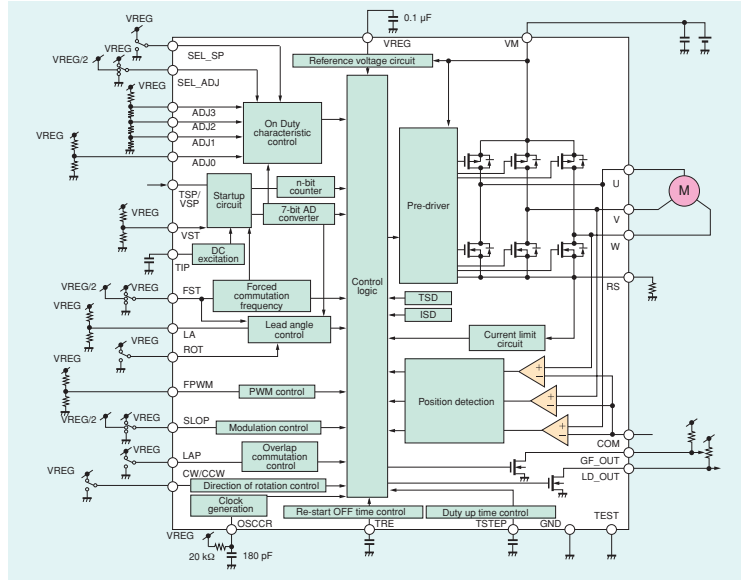 0.1 µF
VREG
VREG
VM
VREG
SEL_SP
VREG/2
VREG
SEL_ADJ
Reference voltage circuit
ADJ3
ADJ2
ADJ1
ADJ0
VREG
On Duty
characteristic
control
TSP/
VSP
Startup
circuit
n-bit
counter
7-bit AD
converter
VREG
VST
DC
excitation
TIP
Pre-driver
Control
logic
U
V
W
M
RS
VREG/2
VREG
FST
Forced
commutation
frequency
VREG
LA
Lead angle
control
VREG
ROT
TSD
ISD
Current limit
circuit
VREG
FPWM
PWM control
Position detection
+
−
+
−
+
−
VREG/2
VREG
SLOP
Modulation control
COM
VREG
LAP
Overlap
commutation
control
GF_OUT
LD_OUT
VREG
CW/CCW
Direction of rotation control
Clock
generation
Re-start OFF time control
Duty up time control
OSCCR
TRE
TSTEP
GND
TEST
VREG
20 kΩ
180 pF